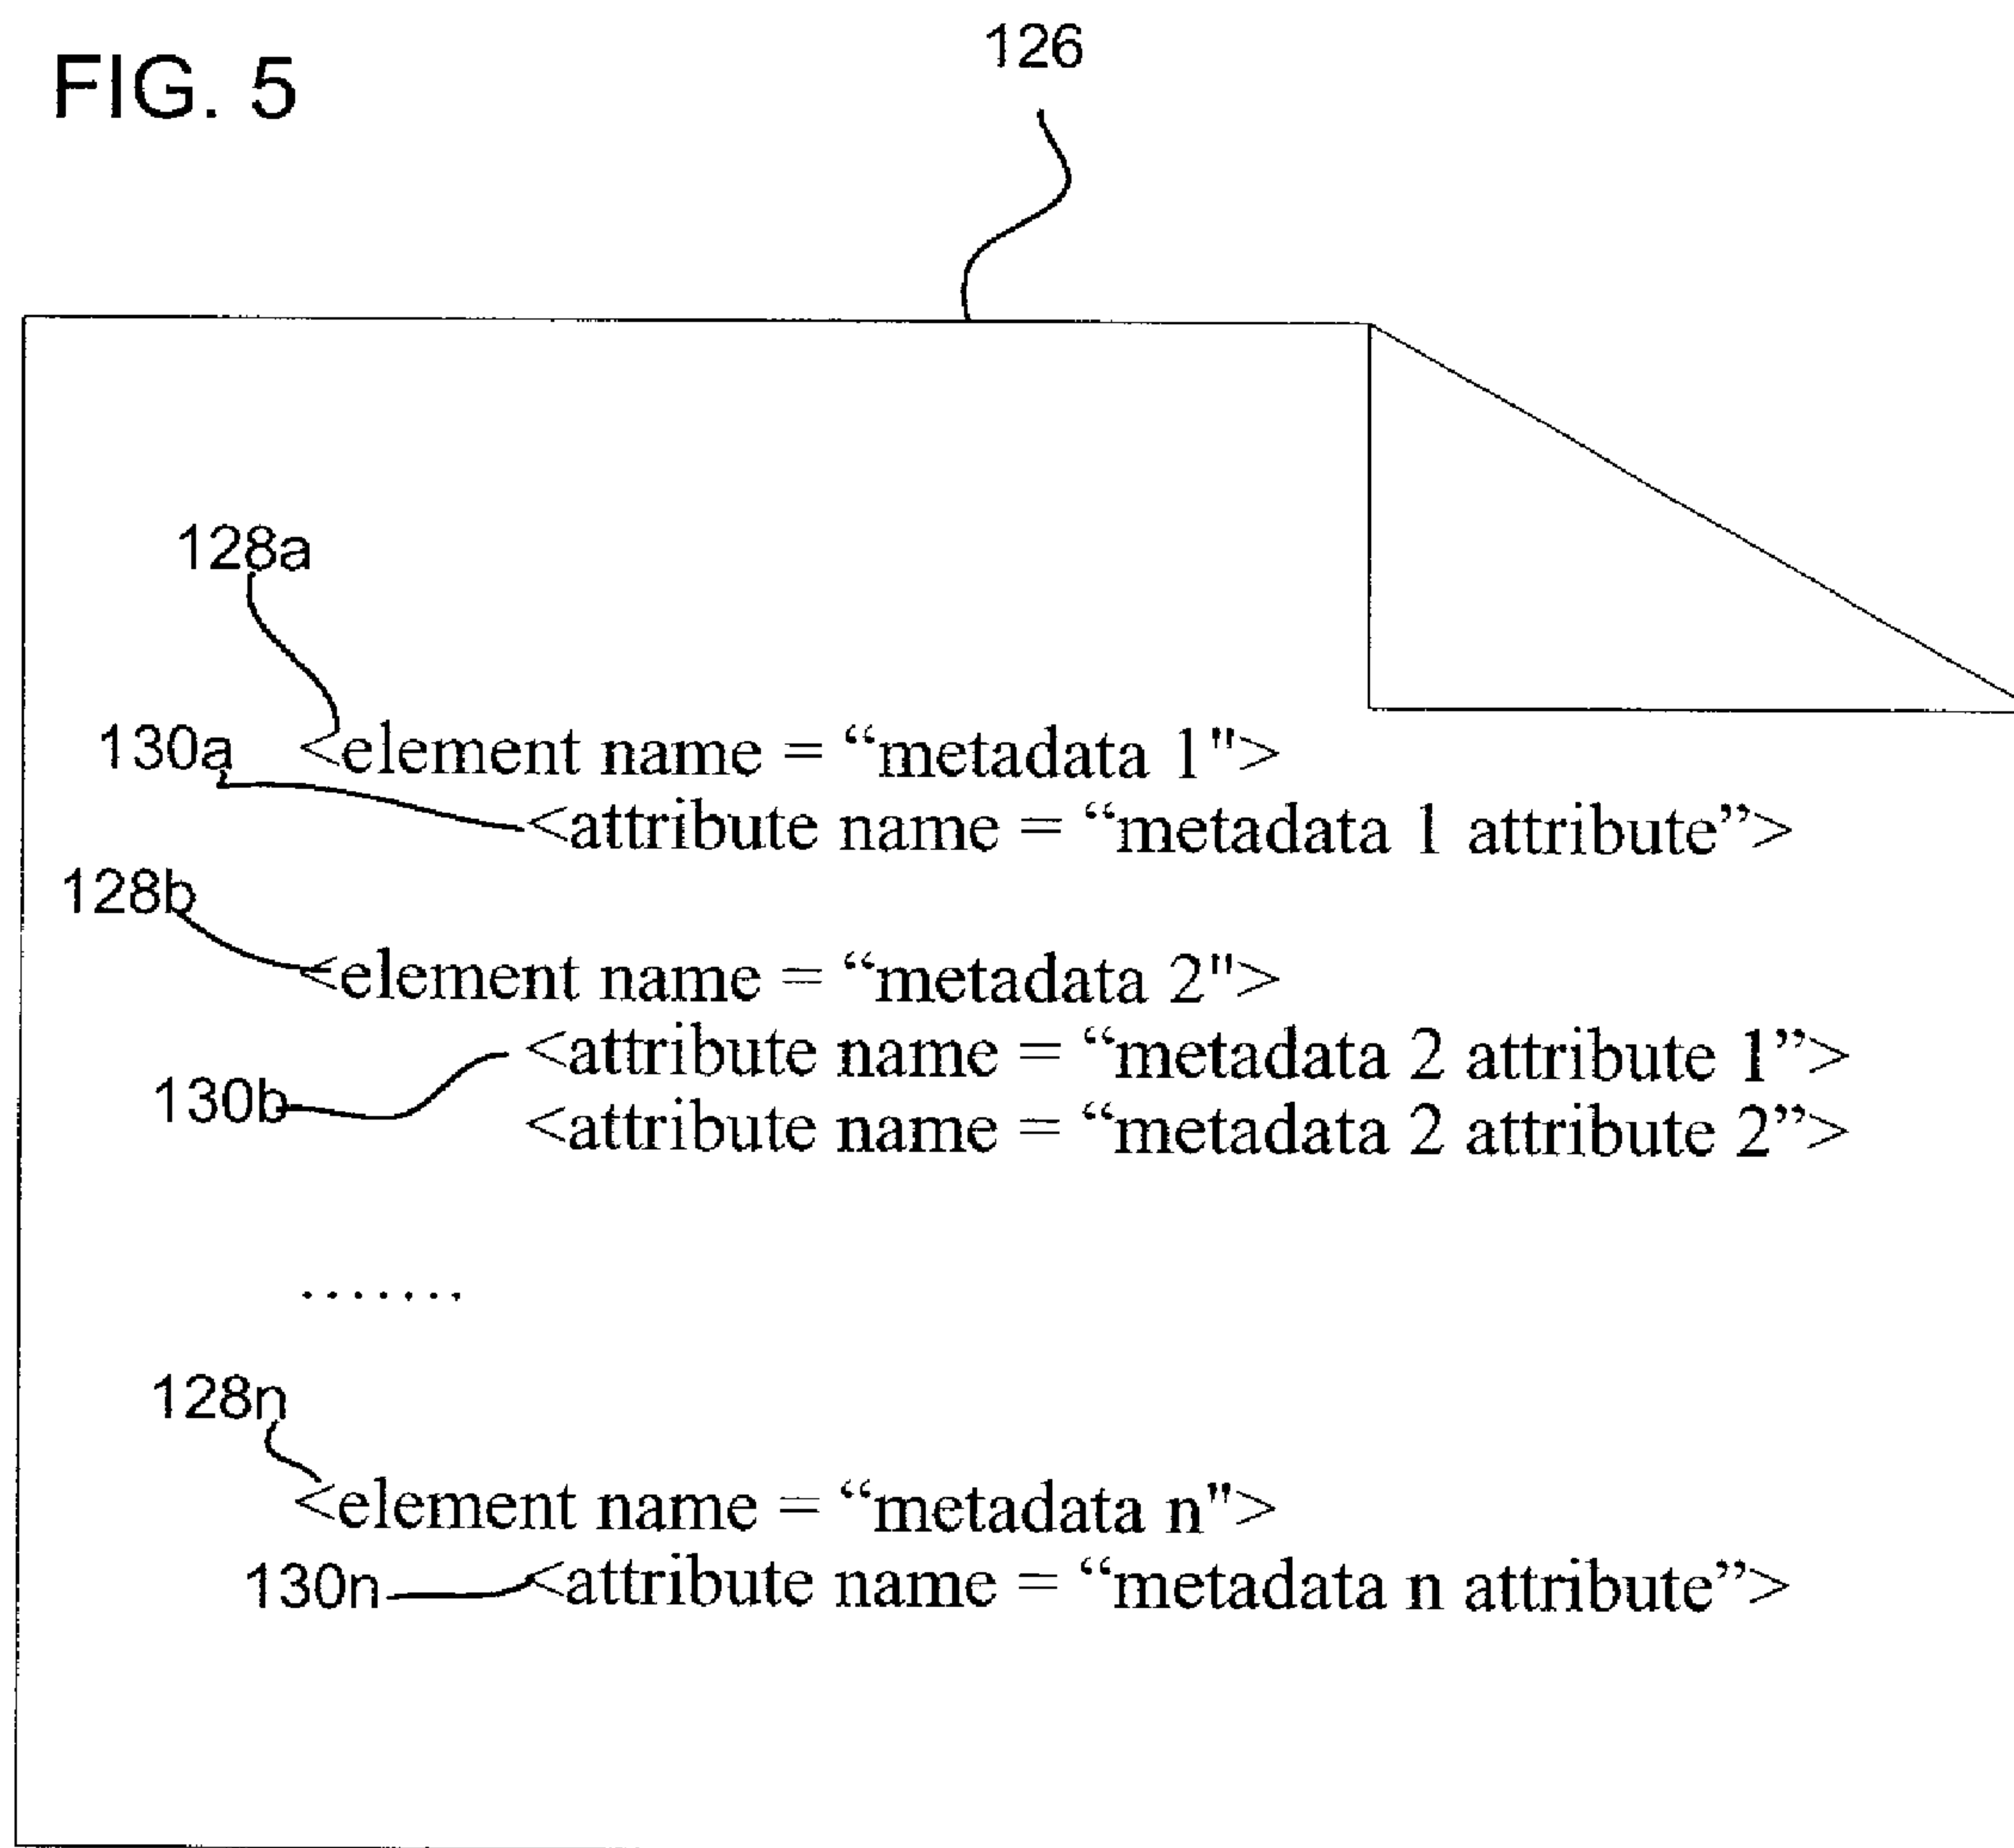 FIG. 5
126
128a
130a <element name = “metadata 1">
<attribute name = “metadata 1 attribute”>
128b
<element name = “metadata 2">
<attribute name = “metadata 2 attribute 1”>
130b
<attribute name = “metadata 2 attribute 2”>
.......
128n
<element name = “metadata n">
130n <attribute name = “metadata n attribute”>